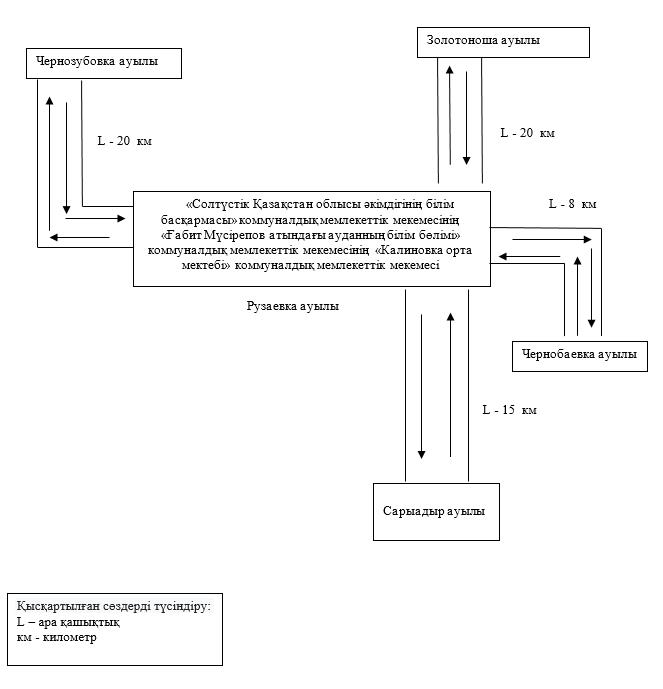 Золотоноша ауылы
Чернозубовка ауылы
L - 20 км
L - 20 км
«Солтүстік Қазақстан облысы әкімдігінің білім
басқармасы» коммуналдық мемлекеттік мекемесінің
«Ғабит Мүсірепов атындағы ауданның білім бөлімі»
коммуналдық мемлекеттік мекемесінің «Калиновка орта
мектебі» коммуналдық мемлекеттік мекемесі
L - 8 км
Рузаевка ауылы
Чернобаевка ауылы
L - 15 км
Сарыадыр ауылы
Қысқартылған сөздерді түсіндіру:
L – ара қашықтық
км - километр